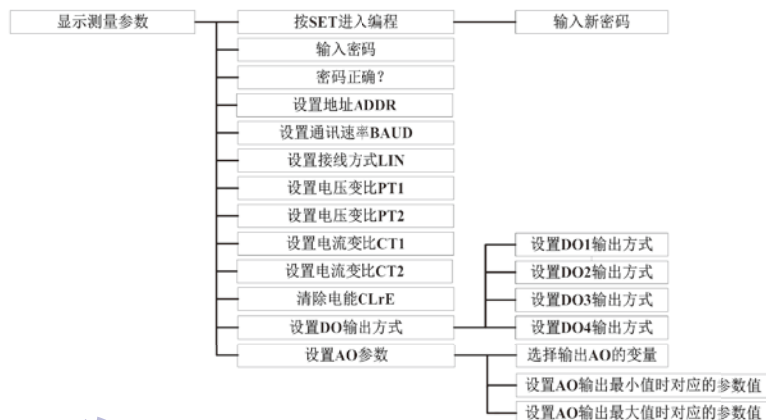 显示测量参数
按SET进入编程
输入新密码
输入密码
密码正确?
设置地址ADDR
设置通讯速率BAUD
设置接线方式LIN
设置电压变比PT1
设置电压变比PT2
设置电流变比CT1
设置电流变比CT2
清除电能CLrE
设置DO输出方式
设置DO1输出方式
设置DO2输出方式
设置DO3输出方式
设置DO4输出方式
设置AO参数
选择输出AO的变量
设置AO输出最小值时对应的参数值
设置AO输出最大值时对应的参数值